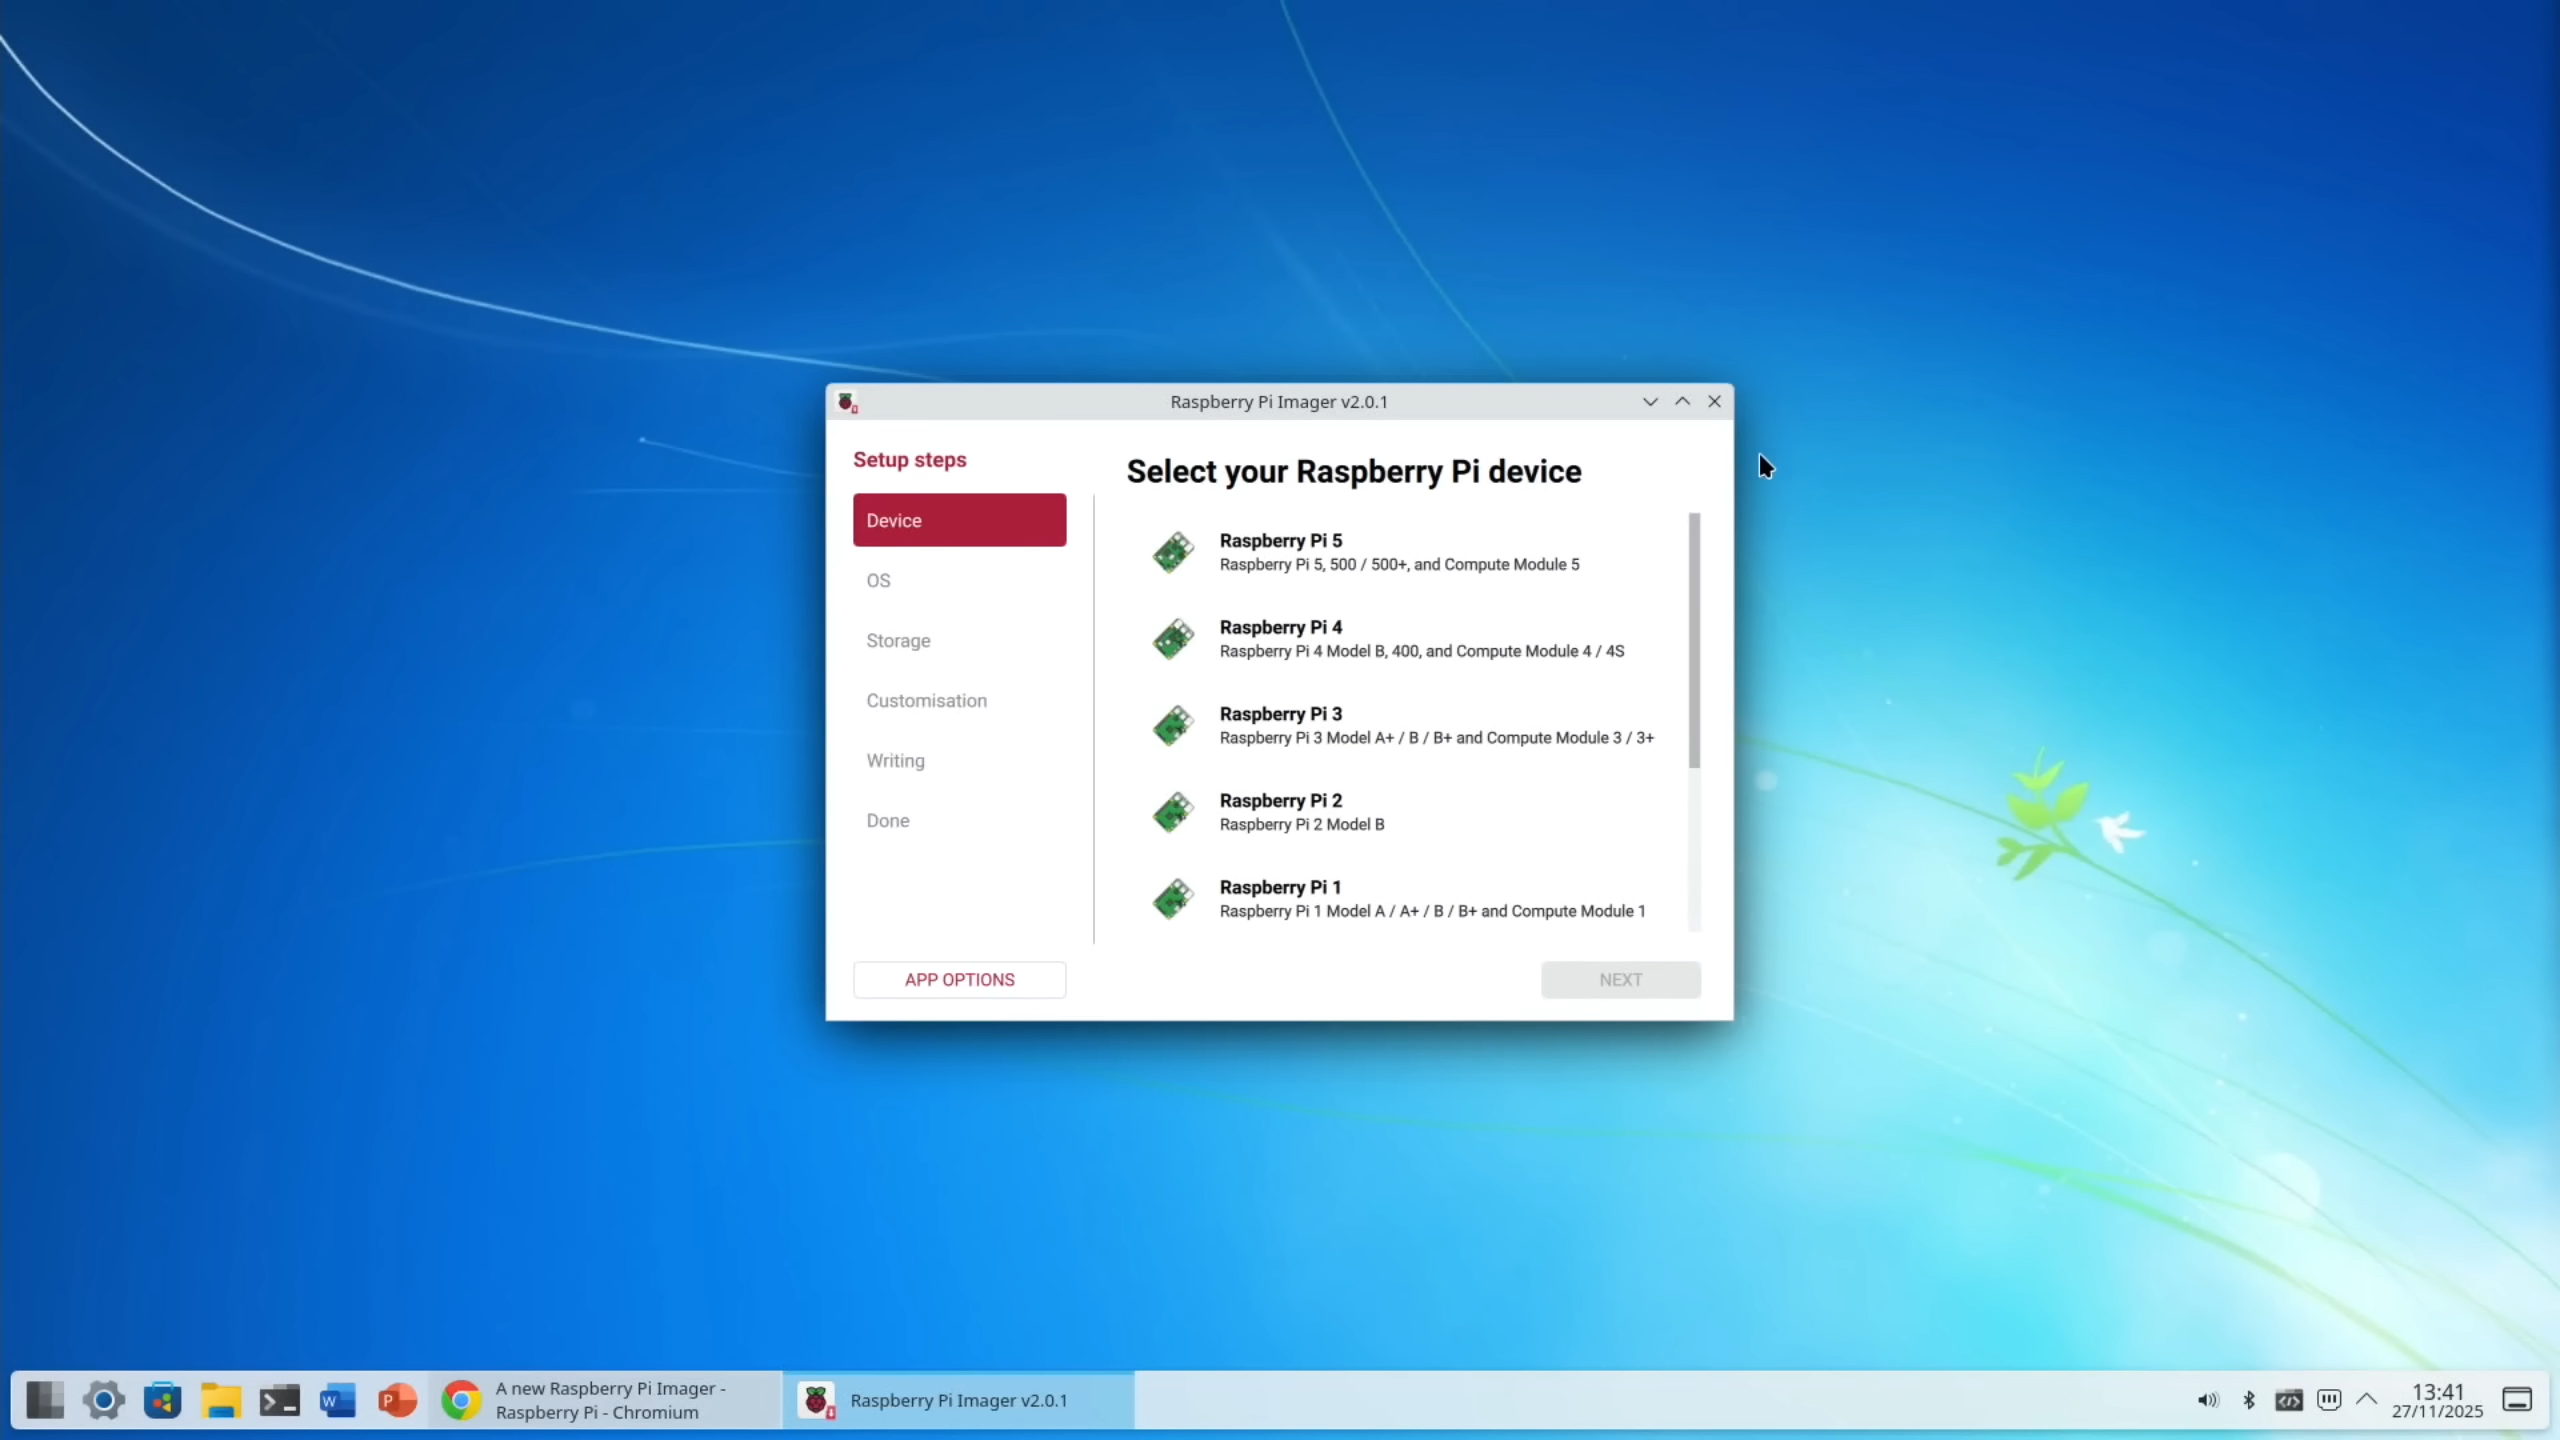 Raspberry Pi Imager v2.0.1
Setup steps
Device
OS
Storage
Customisation
Writing
Done
APP OPTIONS
Select your Raspberry Pi device
Raspberry Pi 5
Raspberry Pi 5, 500 / 500+, and Compute Module 5
Raspberry Pi 4
Raspberry Pi 4 Model B, 400, and Compute Module 4 / 4S
Raspberry Pi 3
Raspberry Pi 3 Model A+ / B / B+ and Compute Module 3 / 3+
Raspberry Pi 2
Raspberry Pi 2 Model B
Raspberry Pi 1
Raspberry Pi 1 Model A / A+ / B / B+ and Compute Module 1
NEXT
W
P
A new Raspberry Pi Imager -
Raspberry Pi - Chromium
Raspberry Pi Imager v2.0.1
13:41
27/11/2025